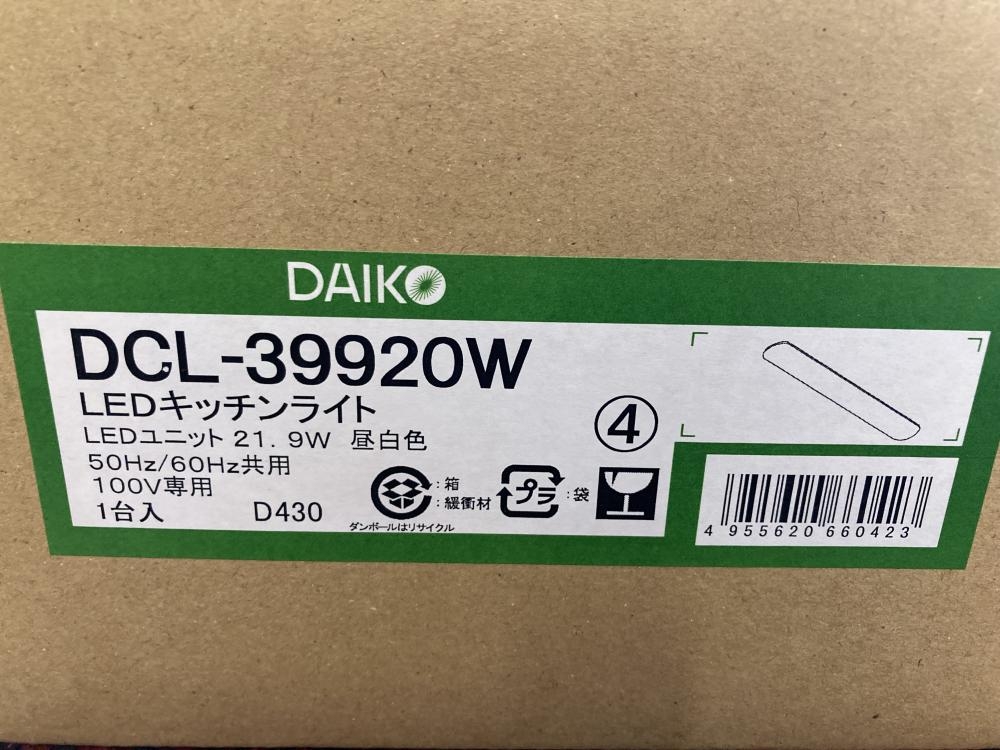 DAIKO
DCL-39920W
LEDキッチンライト
LEDユニット 21.9W 昼白色
50Hz/60Hz共用
100V専用
1台入 D430
④
:箱
:緩衝材
ダンボールはリサイクル
プラ
:袋
4 955620 660423